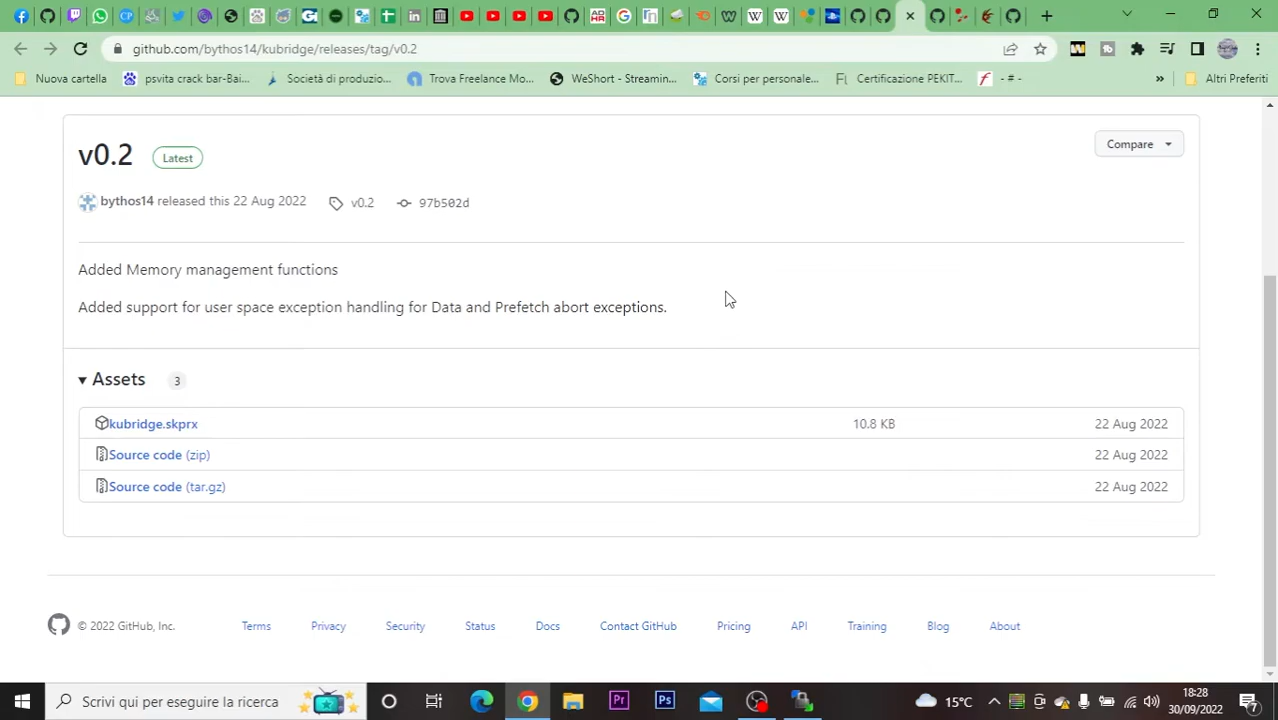 github.com/bythos14/kubridge/releases/tag/v0.2
Nuova cartella
psvita crack bar-Bai...
Società di produzio...
Trova Freelance Mo...
WeShort - Streamin...
Corsi per personale...
Certificazione PEKIT...
- # -
»
Altri Preferiti
v0.2
Latest
Compare
bythos14 released this 22 Aug 2022
v0.2
97b502d
Added Memory management functions
Added support for user space exception handling for Data and Prefetch abort exceptions.
Assets 3
kubridge.skprx 10.8 KB 22 Aug 2022
Source code (zip) 22 Aug 2022
Source code (tar.gz) 22 Aug 2022
© 2022 GitHub, Inc.
Terms
Privacy
Security
Status
Docs
Contact GitHub
Pricing
API
Training
Blog
About
Scrivi qui per eseguire la ricerca
15°C
18:28
30/09/2022